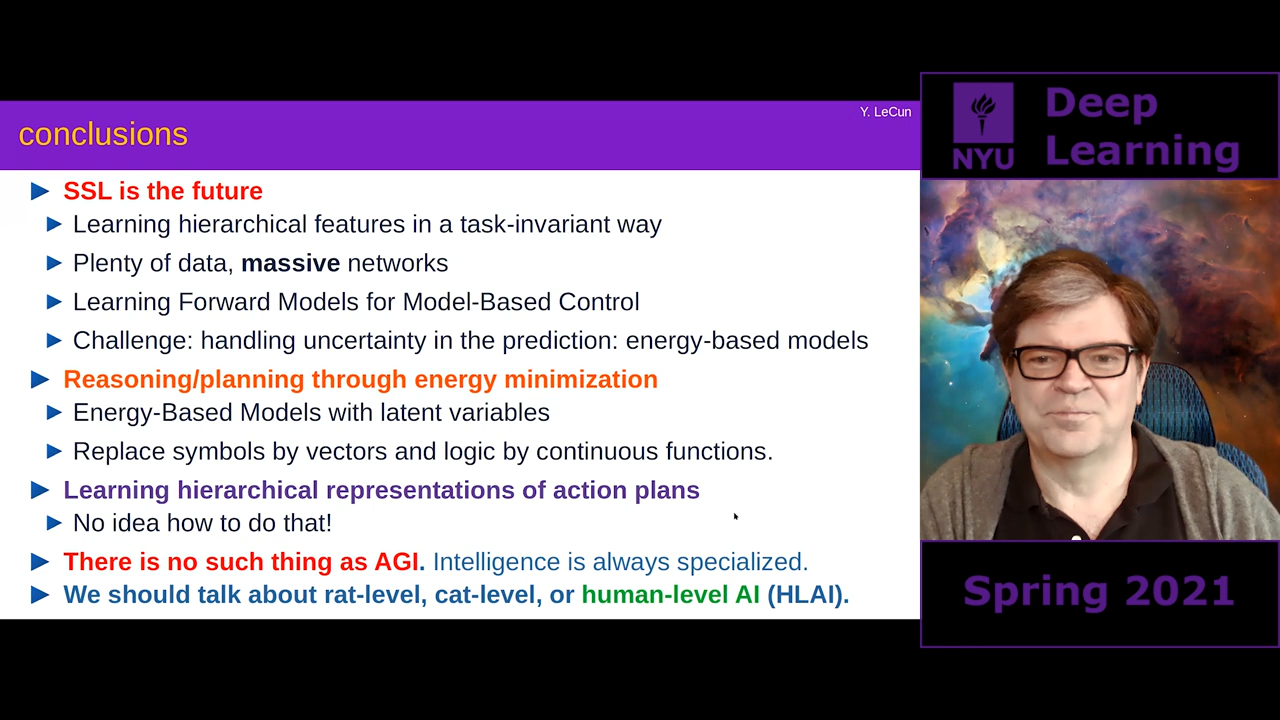 Y. LeCun
conclusions
SSL is the future
Learning hierarchical features in a task-invariant way
Plenty of data, massive networks
Learning Forward Models for Model-Based Control
Challenge: handling uncertainty in the prediction: energy-based models
Reasoning/planning through energy minimization
Energy-Based Models with latent variables
Replace symbols by vectors and logic by continuous functions.
Learning hierarchical representations of action plans
No idea how to do that!
There is no such thing as AGI. Intelligence is always specialized.
We should talk about rat-level, cat-level, or human-level AI (HLAI).
NYU
Deep
Learning
Spring 2021